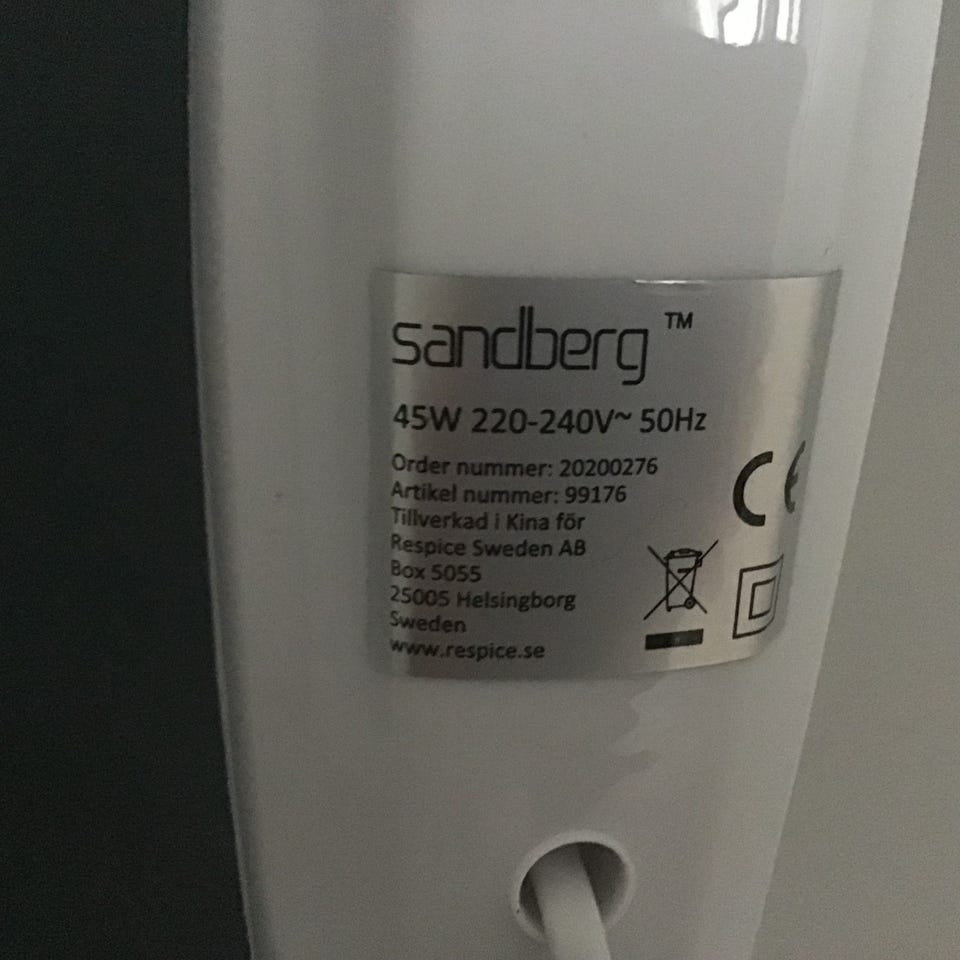 sandberg ™
45W 220-240V~ 50Hz
Order nummer: 20200276
Artikel nummer: 99176
Tillverkad i Kina för
Respice Sweden AB
Box 5055
25005 Helsingborg
Sweden
www.respice.se
CE